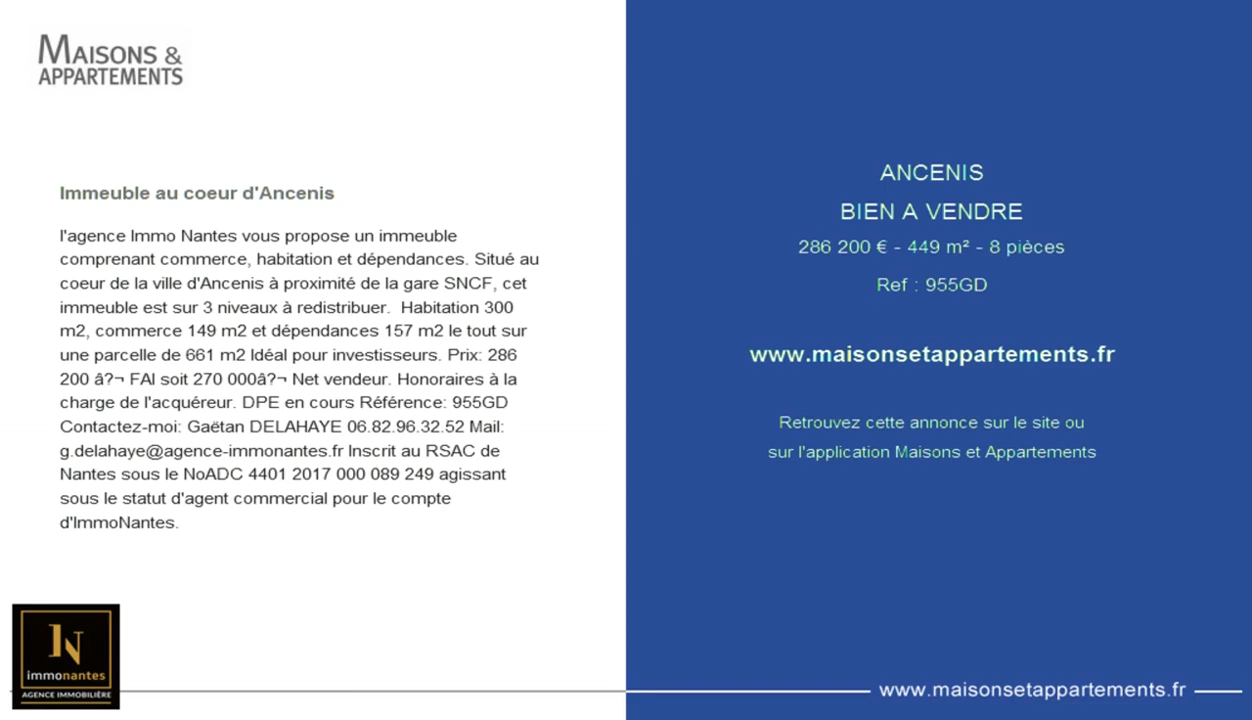 MAISONS &
APPARTEMENTS
Immeuble au coeur d'Ancenis
l'agence Immo Nantes vous propose un immeuble
comprenant commerce, habitation et dépendances. Situé au
coeur de la ville d'Ancenis à proximité de la gare SNCF, cet
immeuble est sur 3 niveaux à redistribuer.  Habitation 300
m2, commerce 149 m2 et dépendances 157 m2 le tout sur
une parcelle de 661 m2 Idéal pour investisseurs. Prix: 286
200 â?¬ FAI soit 270 000â?¬ Net vendeur. Honoraires à la
charge de l'acquéreur. DPE en cours Référence: 955GD
Contactez-moi: Gaëtan DELAHAYE 06.82.96.32.52 Mail:
g.delahaye@agence-immonantes.fr Inscrit au RSAC de
Nantes sous le NoADC 4401 2017 000 089 249 agissant
sous le statut d'agent commercial pour le compte
d'ImmoNantes.
IN
immonantes
AGENCE IMMOBILIÈRE
ANCENIS
BIEN A VENDRE
286 200 € - 449 m² - 8 pièces
Ref : 955GD
www.maisonsetappartements.fr
Retrouvez cette annonce sur le site ou
sur l'application Maisons et Appartements
www.maisonsetappartements.fr